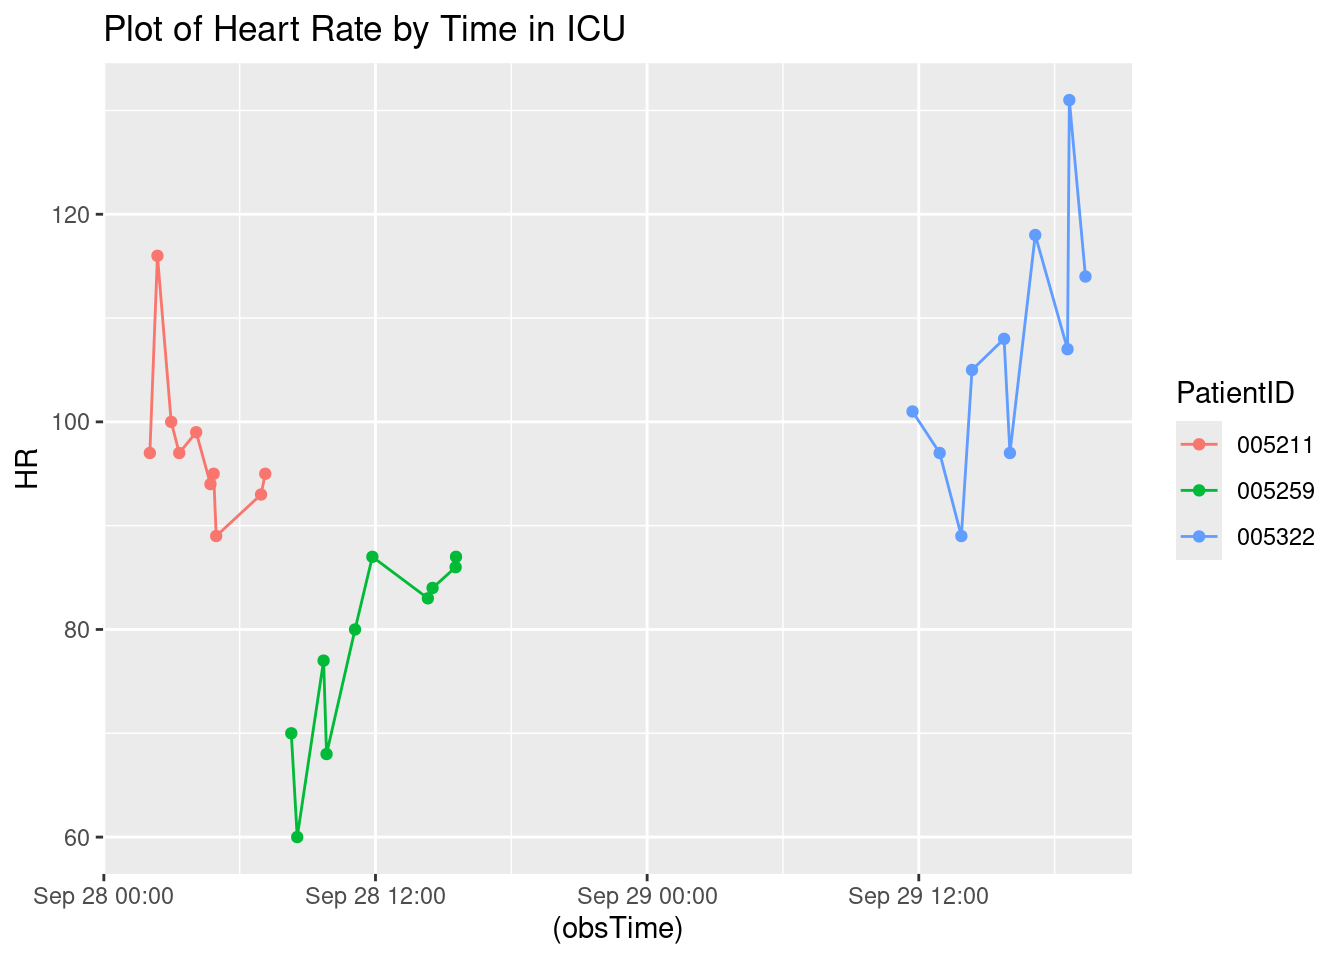 Plot of Heart Rate by Time in ICU
HR
120
100
80
60
Sep 28 00:00
Sep 28 12:00
Sep 29 00:00
Sep 29 12:00
(obsTime)
PatientID
005211
005259
005322